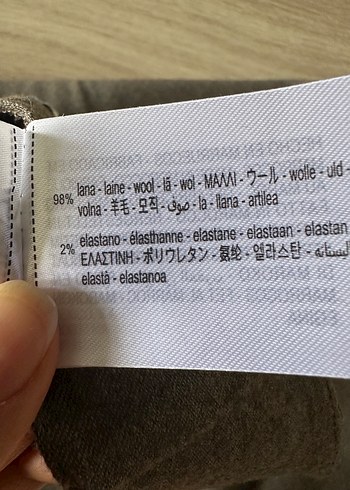 98% lana - laine - wool - lã - wol - ΜΑΛΛΙ - ウール - wolle - uld -
volna - 羊毛 - 모직 - صوف - la - llana - artilea
2% elastano - élasthanne - elastane - elastaan - elastan
ΕΛΑΣΤΙΝΗ - ポリウレタン - 氨纶 - 엘라스탄 -
elastà - elastanoa